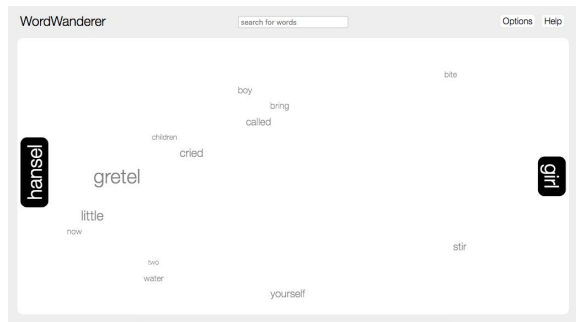 WordWanderer
search for words
Options Help
bite
boy
bring
called
children
cried
hansel
gretel
girl
little
now
stir
two
water
yourself